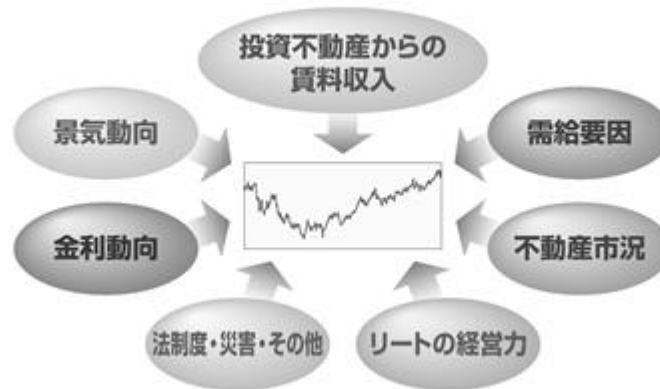 投資不動産からの
賃料収入
景気動向
需給要因
金利動向
不動産市況
法制度・災害・その他
リートの経営力